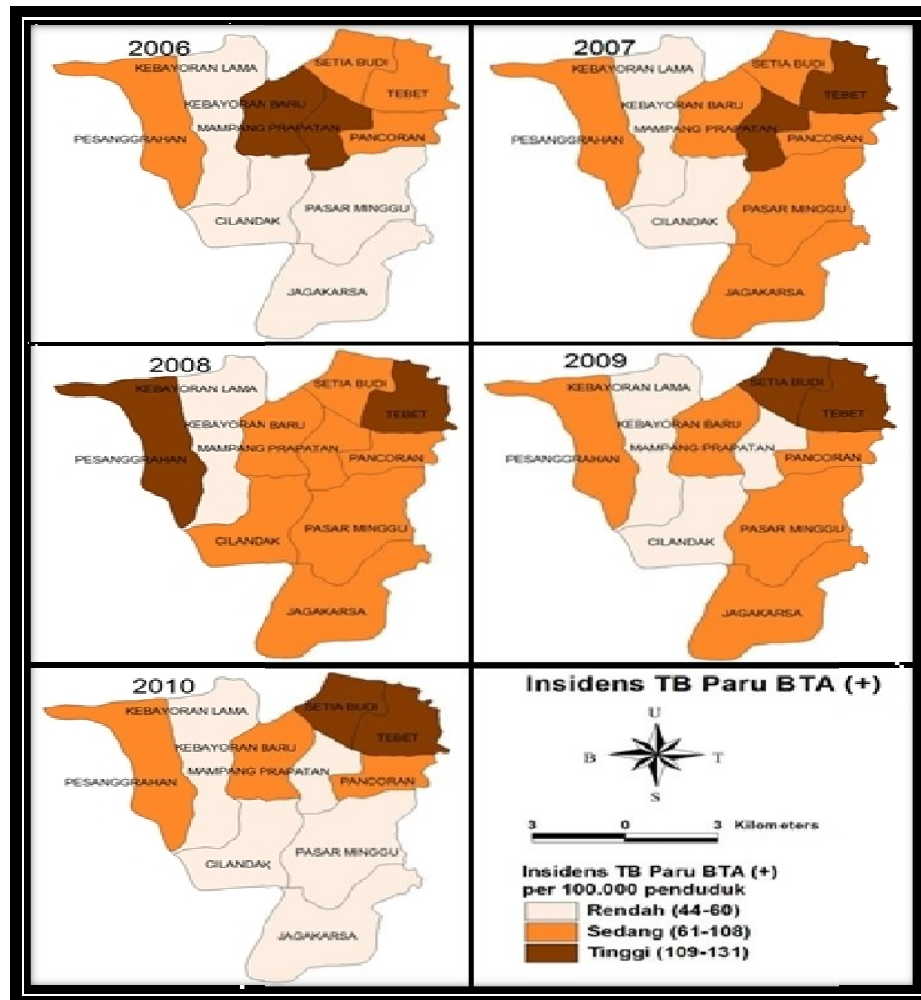 2006
KEBAYORAN LAMA
SETIA BUDI
TEBET
KEBAYORAN BARU
MAMPANG PRAPATAN
PESANGGRAHAN
PANCORAN
CILANDAK
PASAR MINGGU
JAGAKARSA
2007
KEBAYORAN LAMA
SETIA BUDI
TEBET
KEBAYORAN BARU
MAMPANG PRAPATAN
PESANGGRAHAN
PANCORAN
CILANDAK
PASAR MINGGU
JAGAKARSA
2008
KEBAYORAN LAMA
SETIA BUDI
TEBET
KEBAYORAN BARU
MAMPANG PRAPATAN
PESANGGRAHAN
PANCORAN
CILANDAK
PASAR MINGGU
JAGAKARSA
2009
KEBAYORAN LAMA
SETIA BUDI
TEBET
KEBAYORAN BARU
MAMPANG PRAPATAN
PESANGGRAHAN
PANCORAN
CILANDAK
PASAR MINGGU
JAGAKARSA
2010
KEBAYORAN LAMA
SETIA BUDI
TEBET
KEBAYORAN BARU
MAMPANG PRAPATAN
PESANGGRAHAN
PANCORAN
CILANDAK
PASAR MINGGU
JAGAKARSA
Insidens TB Paru BTA (+)
U
B T
S
3 0 3 Kilometers
Insidens TB Paru BTA (+)
per 100.000 penduduk
Rendah (44-60)
Sedang (61-108)
Tinggi (109-131)